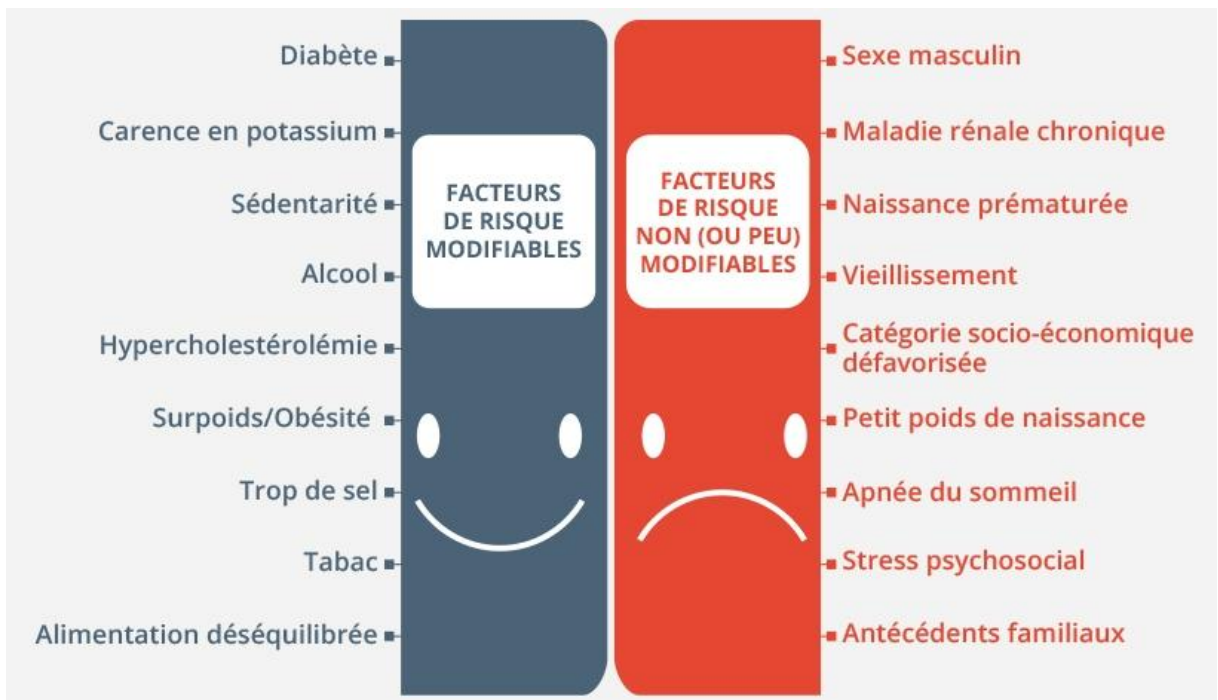 Diabète
Carence en potassium
Sédentarité
Alcool
Hypercholestérolémie
Surpoids/Obésité
Trop de sel
Tabac
Alimentation déséquilibrée
FACTEURS
DE RISQUE
MODIFIABLES
FACTEURS
DE RISQUE
NON (OU PEU)
MODIFIABLES
Sexe masculin
Maladie rénale chronique
Naissance prématurée
Vieillissement
Catégorie socio-économique
défavorisée
Petit poids de naissance
Apnée du sommeil
Stress psychosocial
Antécédents familiaux